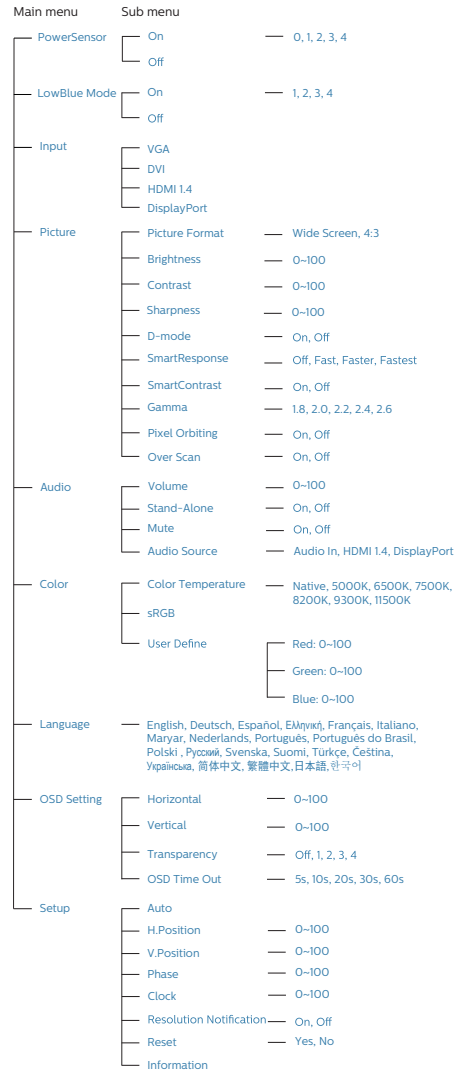 Main menu Sub menu
PowerSensor On 0, 1, 2, 3, 4
Off
LowBlue Mode On 1, 2, 3, 4
Off
Input VGA
DVI
HDMI 1.4
DisplayPort
Picture Picture Format Wide Screen, 4:3
Brightness 0~100
Contrast 0~100
Sharpness 0~100
D-mode On, Off
SmartResponse Off, Fast, Faster, Fastest
SmartContrast On, Off
Gamma 1.8, 2.0, 2.2, 2.4, 2.6
Pixel Orbiting On, Off
Over Scan On, Off
Audio Volume 0~100
Stand-Alone On, Off
Mute On, Off
Audio Source Audio In, HDMI 1.4, DisplayPort
Color Color Temperature Native, 5000K, 6500K, 7500K,
8200K, 9300K, 11500K
sRGB
User Define Red: 0~100
Green: 0~100
Blue: 0~100
Language English, Deutsch, Español, Ελληνική, Français, Italiano,
Maryar, Nederlands, Português, Português do Brasil,
Polski , Русский, Svenska, Suomi, Türkçe, Čeština,
Українська, 简体中文, 繁體中文,日本語,한국어
OSD Setting Horizontal 0~100
Vertical 0~100
Transparency Off, 1, 2, 3, 4
OSD Time Out 5s, 10s, 20s, 30s, 60s
Setup Auto
H.Position 0~100
V.Position 0~100
Phase 0~100
Clock 0~100
Resolution Notification On, Off
Reset Yes, No
Information